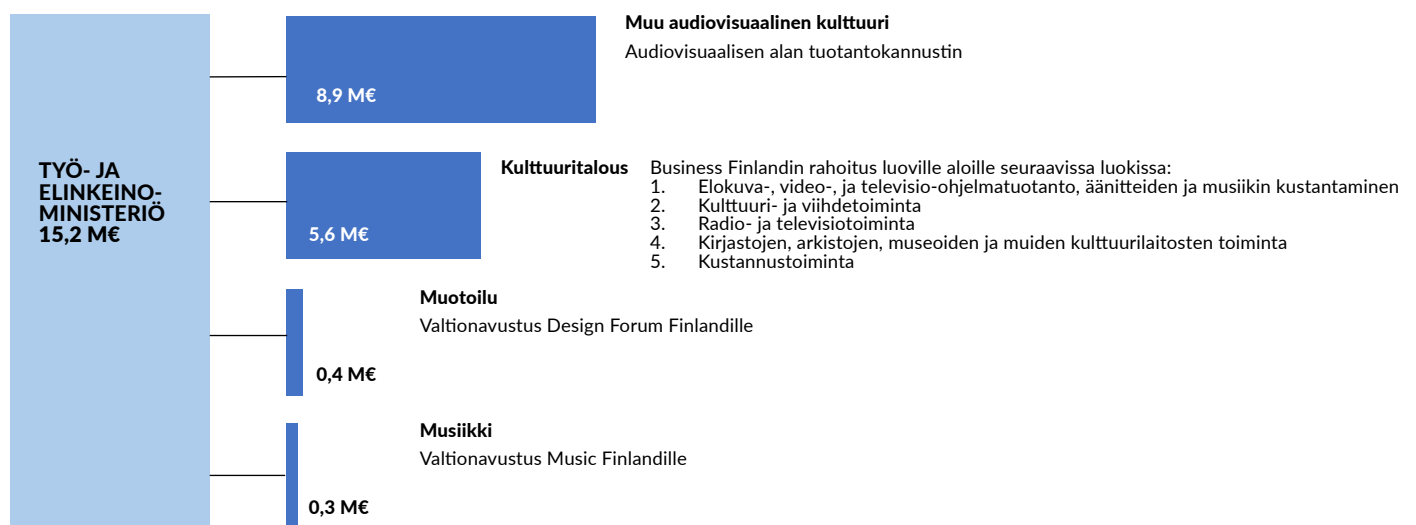 TYÖ- JA
ELINKEINO-
MINISTERIÖ
15,2 M€
Muu audiovisuaalinen kulttuuri
Audiovisuaalisen alan tuotantokannustin
8,9 M€
Kulttuuritalous
Business Finlandin rahoitus luoville aloille seuraavissa luokissa:
1. Elokuva-, video-, ja televisio-ohjelmatuotanto, äänitteiden ja musiikin kustantaminen
2. Kulttuuri- ja viihdetoiminta
3. Radio- ja televisiotoiminta
4. Kirjastojen, arkistojen, museoiden ja muiden kulttuurilaitosten toiminta
5. Kustannustoiminta
5,6 M€
Muotoilu
Valtionavustus Design Forum Finlandille
0,4 M€
Musiikki
Valtionavustus Music Finlandille
0,3 M€